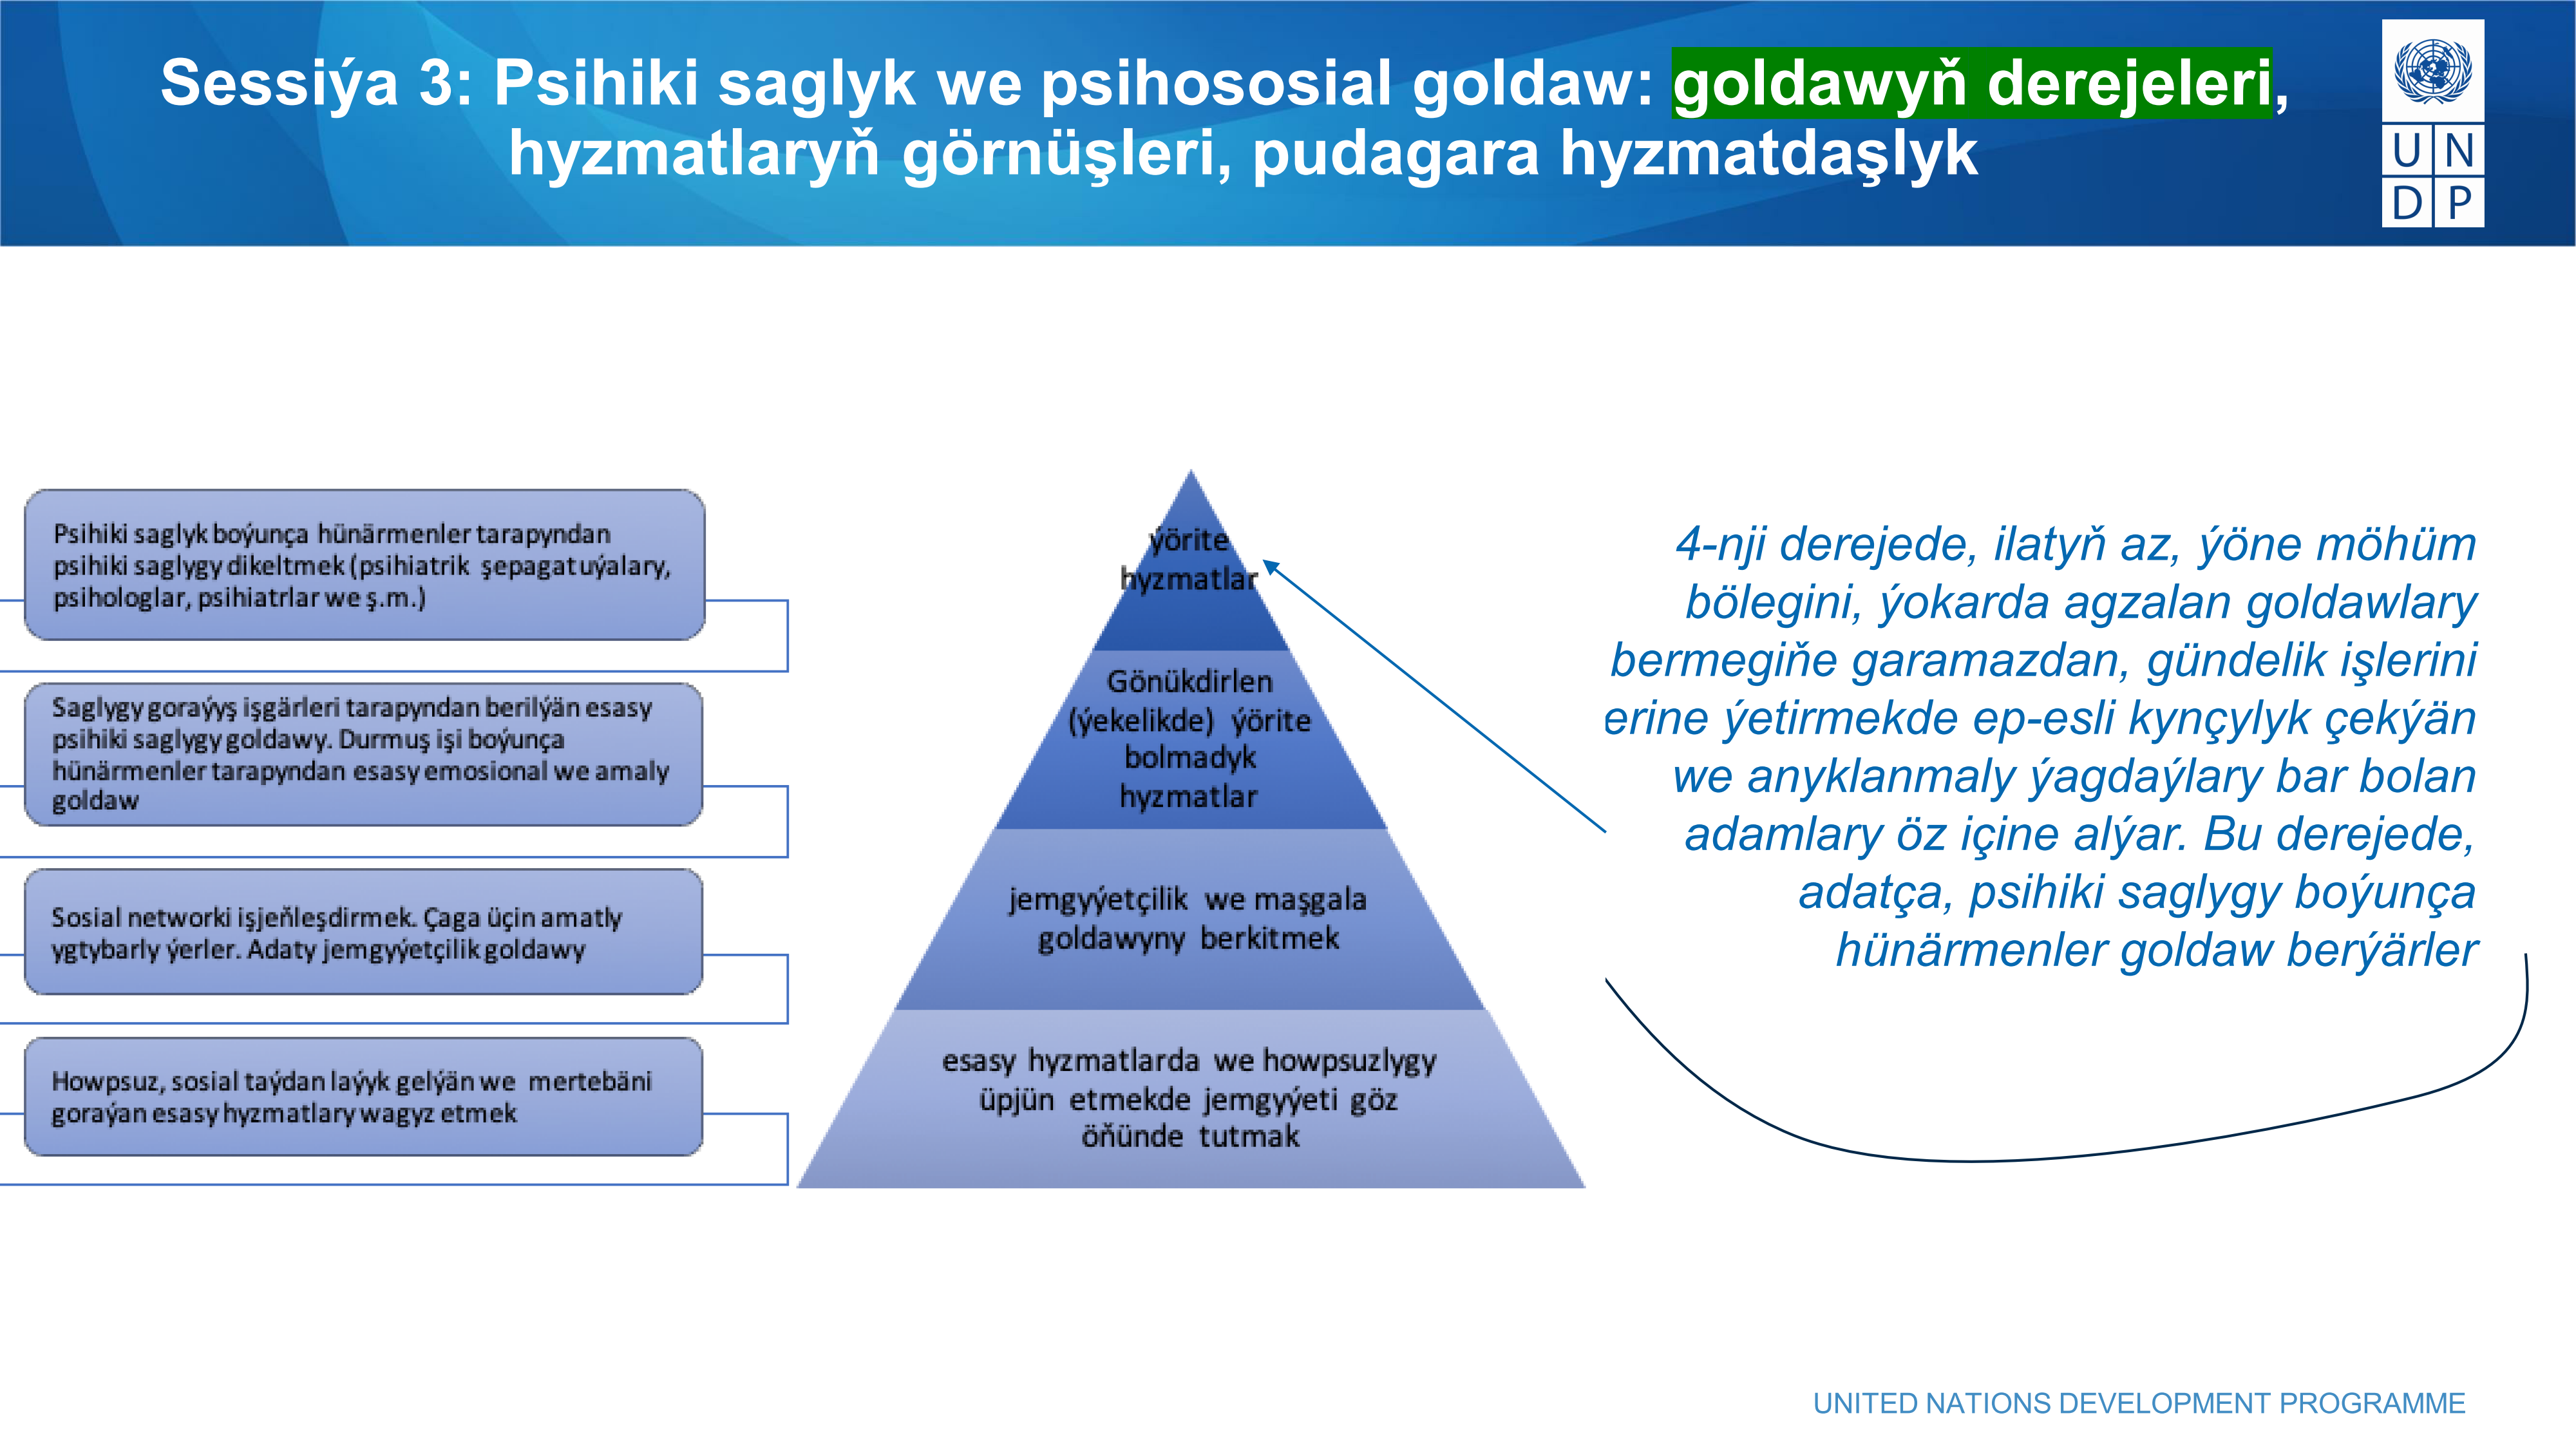 Sessiýa 3: Psihiki saglyk we psihososial goldaw: goldawyň derejeleri,
hyzmatlaryň görnüşleri, pudagara hyzmatdaşlyk
U N
D P
Psihiki saglyk boýunça hünärmenler tarapyndan
psihiki saglygy dikeltmek (psihiatrik şepagat uýalary,
psihologlar, psihiatrlar we ş.m.)
Saglygy goraýyş işgärleri tarapyndan berilýän esasy
psihiki saglygy goldawy. Durmuş işi boýunça
hünärmenler tarapyndan esasy emosional we amaly
goldaw
Sosial networki işjeňleşdirmek. Çaga üçin amatly
ygtybarly ýerler. Adaty jemgyýetçilik goldawy
Howpsuz, sosial taýdan laýyk gelýän we mertebäni
goraýan esasy hyzmatlary wagyz etmek
ýörite
hyzmatlar
Gönükdirlen
(ýekelikde) ýörite
bolmadyk
hyzmatlar
jemgyýetçilik we maşgala
goldawyny berkitmek
esasy hyzmatlarda we howpsuzlygy
üpjün etmekde jemgyýeti göz
öňünde tutmak
4-nji derejede, ilatyň az, ýöne möhüm
bölegini, ýokarda agzalan goldawlary
bermegiňe garamazdan, gündelik işlerini
erine ýetirmekde ep-esli kynçylyk çekýän
we anyklanmaly ýagdaýlary bar bolan
adamlary öz içine alýar. Bu derejede,
adatça, psihiki saglygy boýunça
hünärmenler goldaw berýärler
UNITED NATIONS DEVELOPMENT PROGRAMME